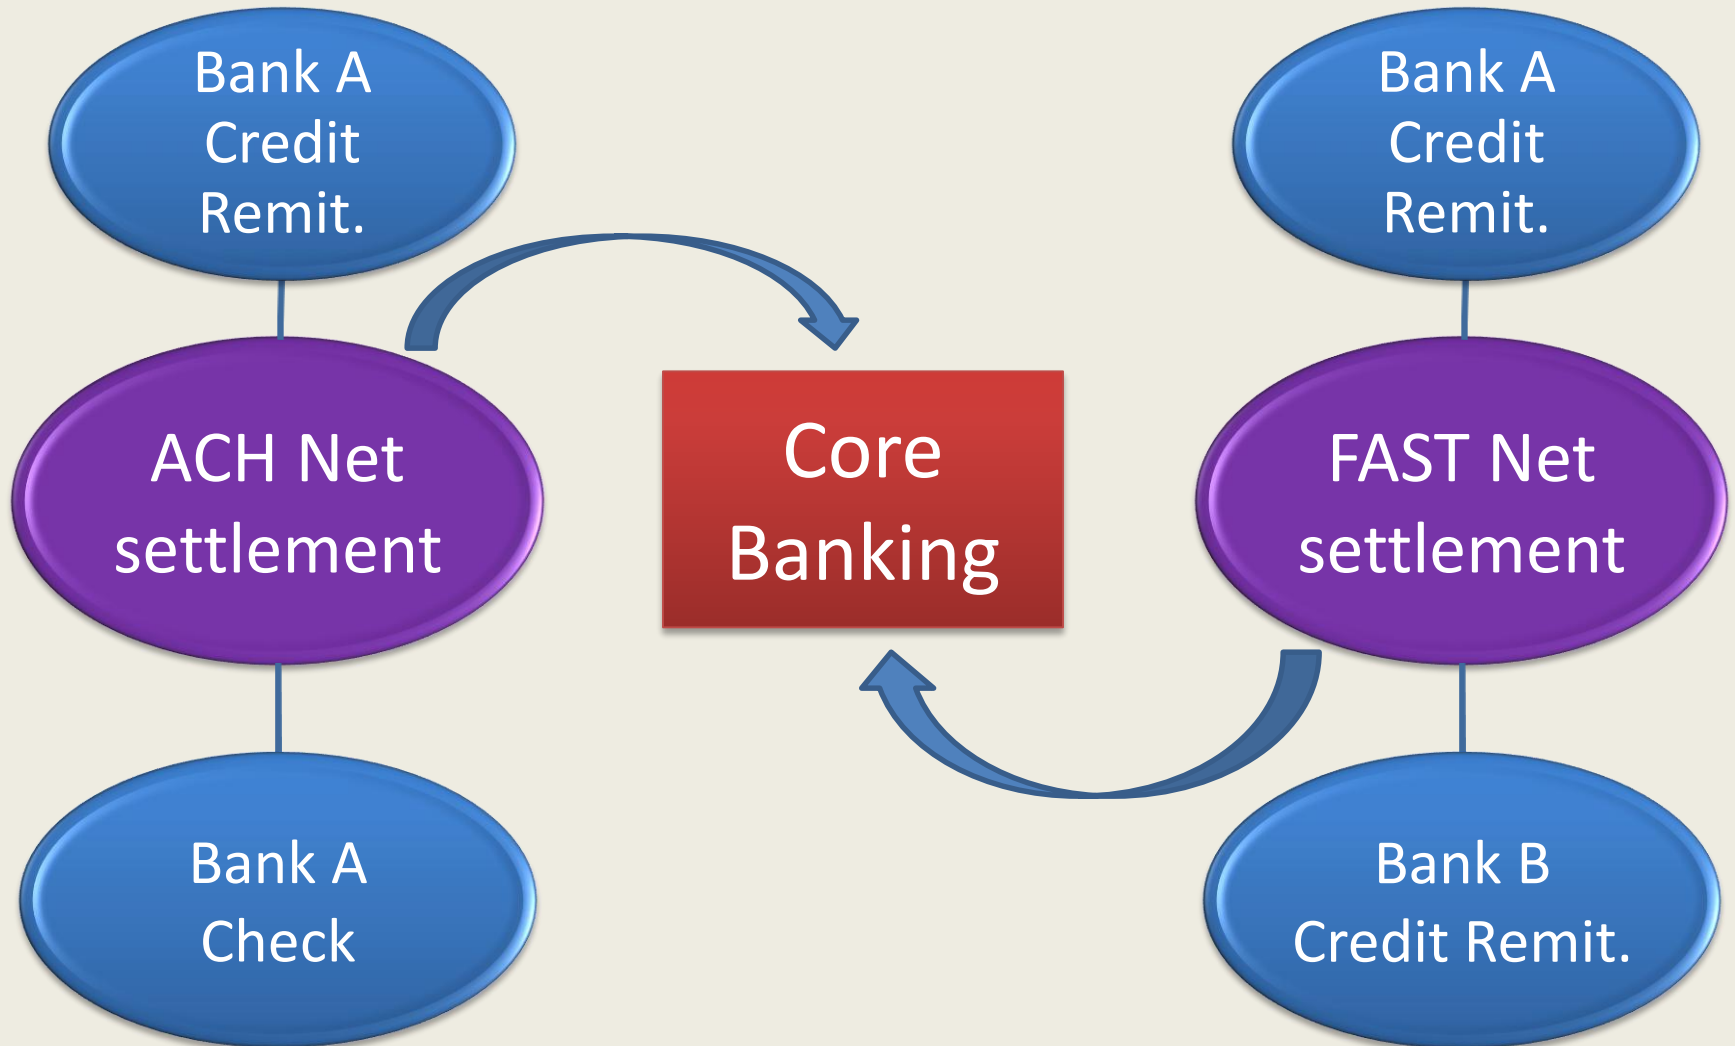 Bank A
Credit
Remit.
ACH Net
settlement
Bank A
Check
Core
Banking
Bank A
Credit
Remit.
FAST Net
settlement
Bank B
Credit Remit.